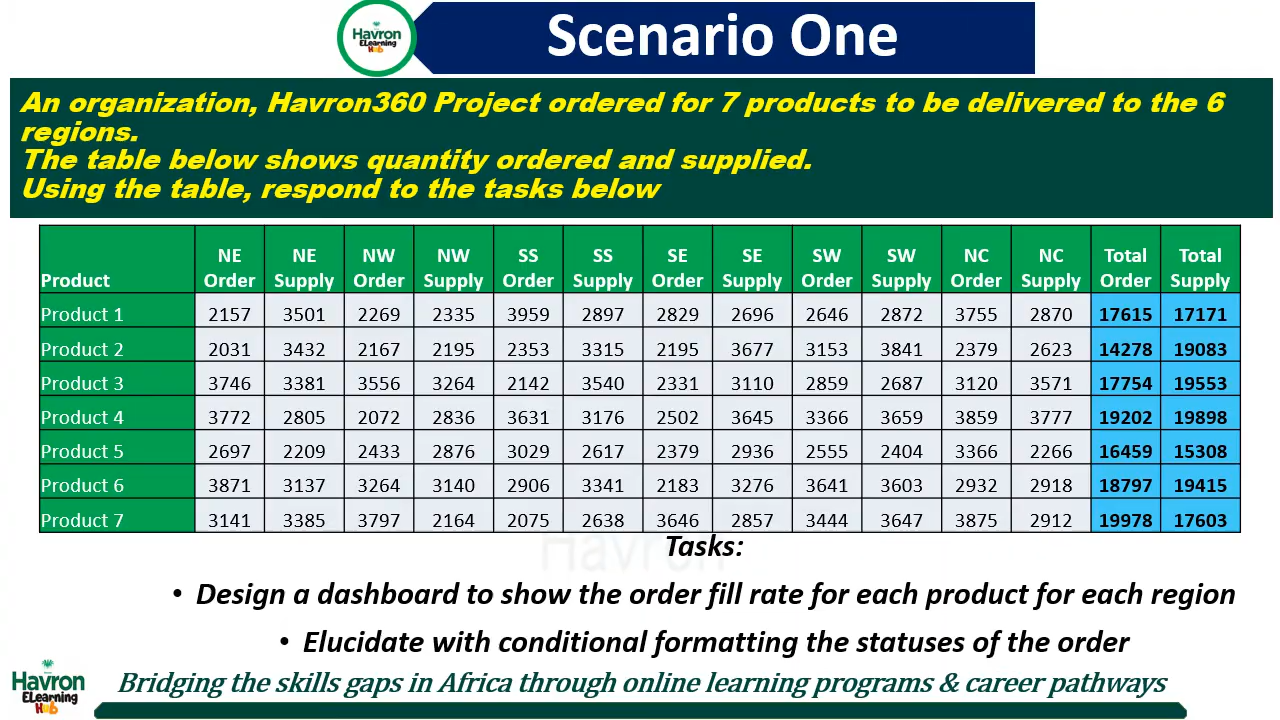 Havron
ELearning
Hub
Scenario One
An organization, Havron360 Project ordered for 7 products to be delivered to the 6
regions.
The table below shows quantity ordered and supplied.
Using the table, respond to the tasks below
Product NE Order NE Supply NW Order NW Supply SS Order SS Supply SE Order SE Supply SW Order SW Supply NC Order NC Supply Total Order Total Supply
Product 1 2157 3501 2269 2335 3959 2897 2829 2696 2646 2872 3755 2870 17615 17171
Product 2 2031 3432 2167 2195 2353 3315 2195 3677 3153 3841 2379 2623 14278 19083
Product 3 3746 3381 3556 3264 2142 3540 2331 3110 2859 2687 3120 3571 17754 19553
Product 4 3772 2805 2072 2836 3631 3176 2502 3645 3366 3659 3859 3777 19202 19898
Product 5 2697 2209 2433 2876 3029 2617 2379 2936 2555 2404 3366 2266 16459 15308
Product 6 3871 3137 3264 3140 2906 3341 2183 3276 3641 3603 2932 2918 18797 19415
Product 7 3141 3385 3797 2164 2075 2638 3646 2857 3444 3647 3875 2912 19978 17603
Havron
Tasks:
• Design a dashboard to show the order fill rate for each product for each region
• Elucidate with conditional formatting the statuses of the order
Havron
ELearning
Hub
Bridging the skills gaps in Africa through online learning programs & career pathways